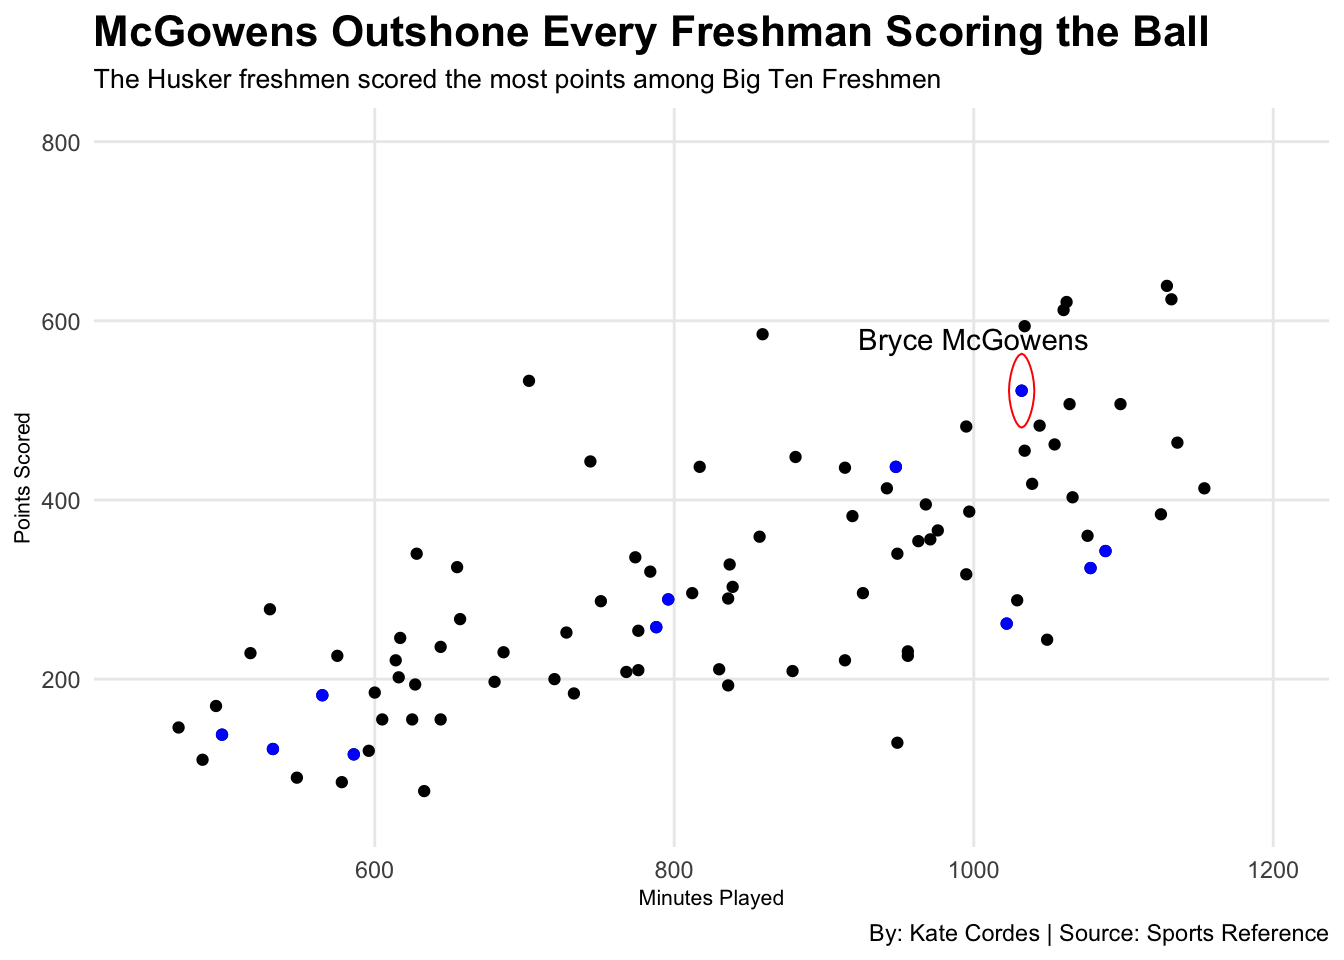 McGowens Outshone Every Freshman Scoring the Ball
The Husker freshmen scored the most points among Big Ten Freshmen
800
600
400
200
Points Scored
Bryce McGowens
600 800 1000 1200
Minutes Played
By: Kate Cordes | Source: Sports Reference